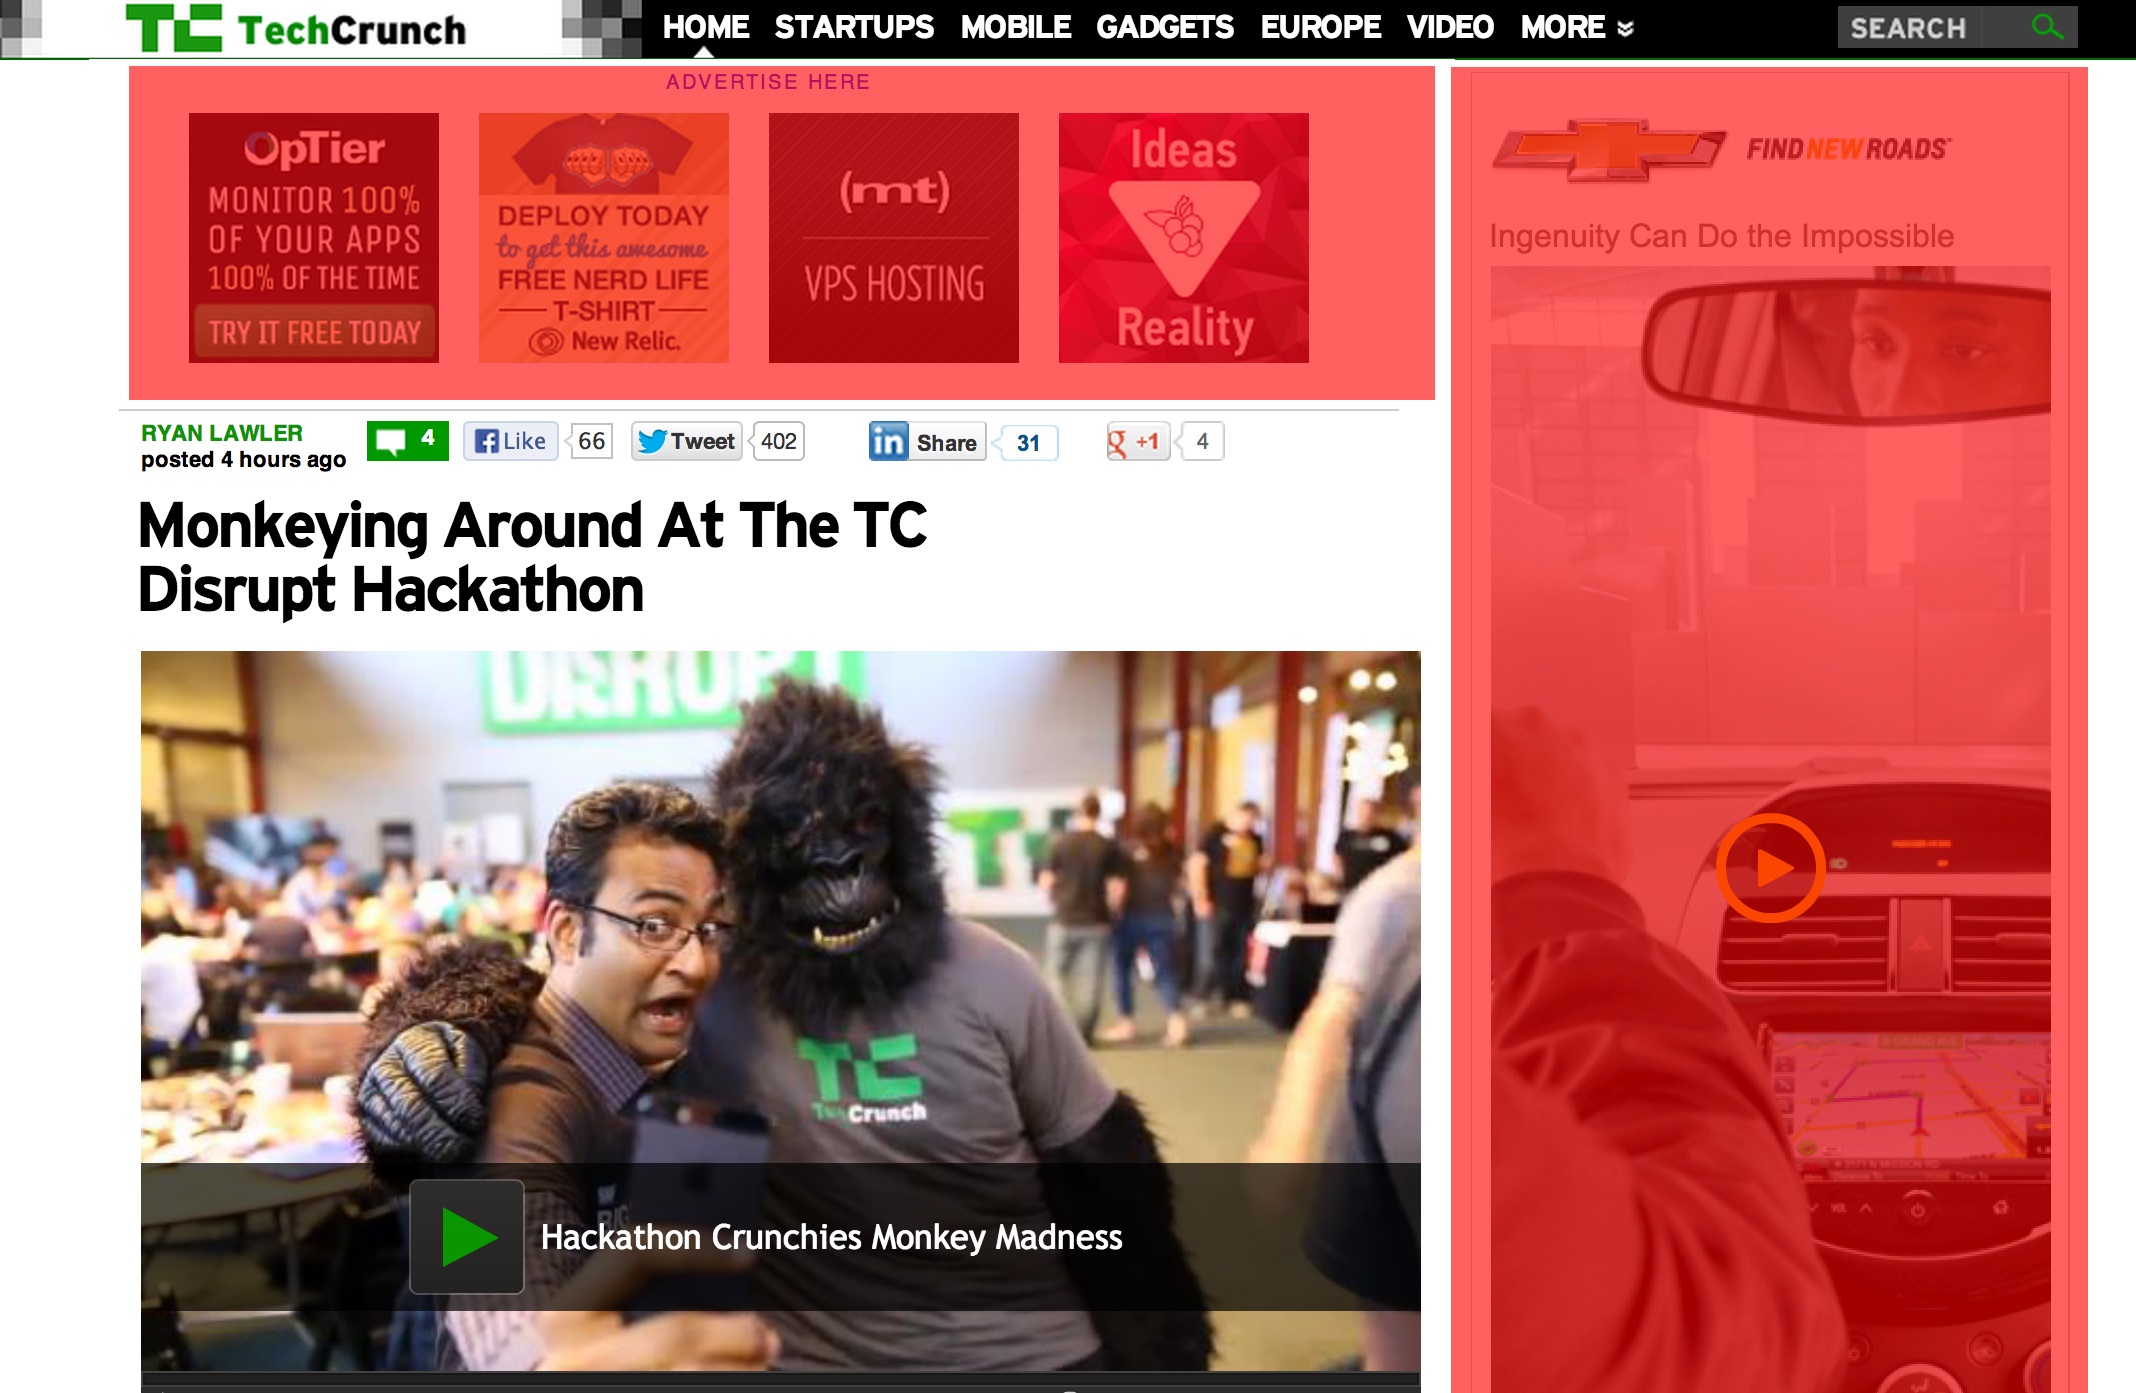 TechCrunch
HOME STARTUPS MOBILE GADGETS EUROPE VIDEO MORE
SEARCH
ADVERTISE HERE
OpTier
MONITOR 100%
OF YOUR APPS
100% OF THE TIME
TRY IT FREE TODAY
DEPLOY TODAY
to get this awesome
FREE NERD LIFE
T-SHIRT
New Relic.
(mt)
VPS HOSTING
Ideas
Reality
FIND NEW ROADS
Ingenuity Can Do the Impossible
RYAN LAWLER
posted 4 hours ago
4
Like 66
Tweet 402
in Share 31
g +1 4
Monkeying Around At The TC
Disrupt Hackathon
DISRUPT
TC
TechCrunch
Hackathon Crunchies Monkey Madness
S GRAND AVE
VOL